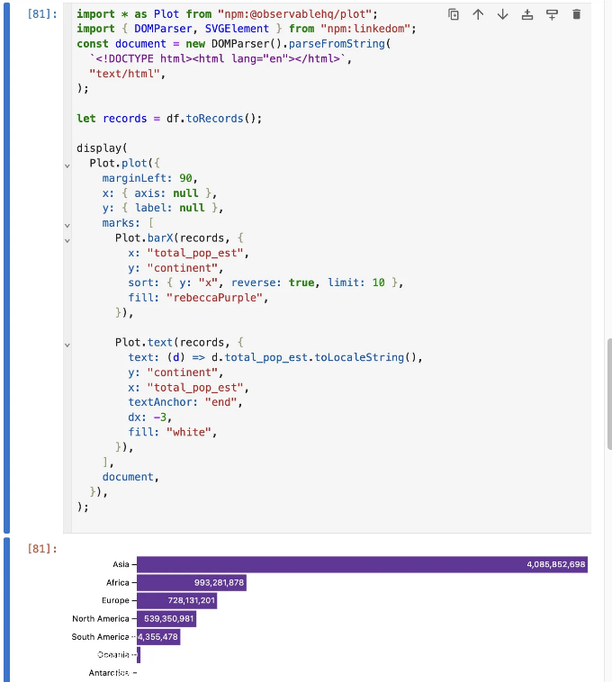 [81]:
import * as Plot from "npm:@observablehq/plot";
import { DOMParser, SVGElement } from "npm:linkedom";
const document = new DOMParser().parseFromString(
  `<!DOCTYPE html><html lang="en"></html>`,
  "text/html",
);

let records = df.toRecords();

display(
  Plot.plot({
    marginLeft: 90,
    x: { axis: null },
    y: { label: null },
    marks: [
      Plot.barX(records, {
        x: "total_pop_est",
        y: "continent",
        sort: { y: "x", reverse: true, limit: 10 },
        fill: "rebeccaPurple",
      }),

      Plot.text(records, {
        text: (d) => d.total_pop_est.toLocaleString(),
        y: "continent",
        x: "total_pop_est",
        textAnchor: "end",
        dx: -3,
        fill: "white",
      }),
    ],
    document,
  }),
);
[81]:
Asia 4,085,852,698
Africa 993,281,878
Europe 728,131,201
North America 539,350,981
South America 4,355,478
Oceania
Antarctica